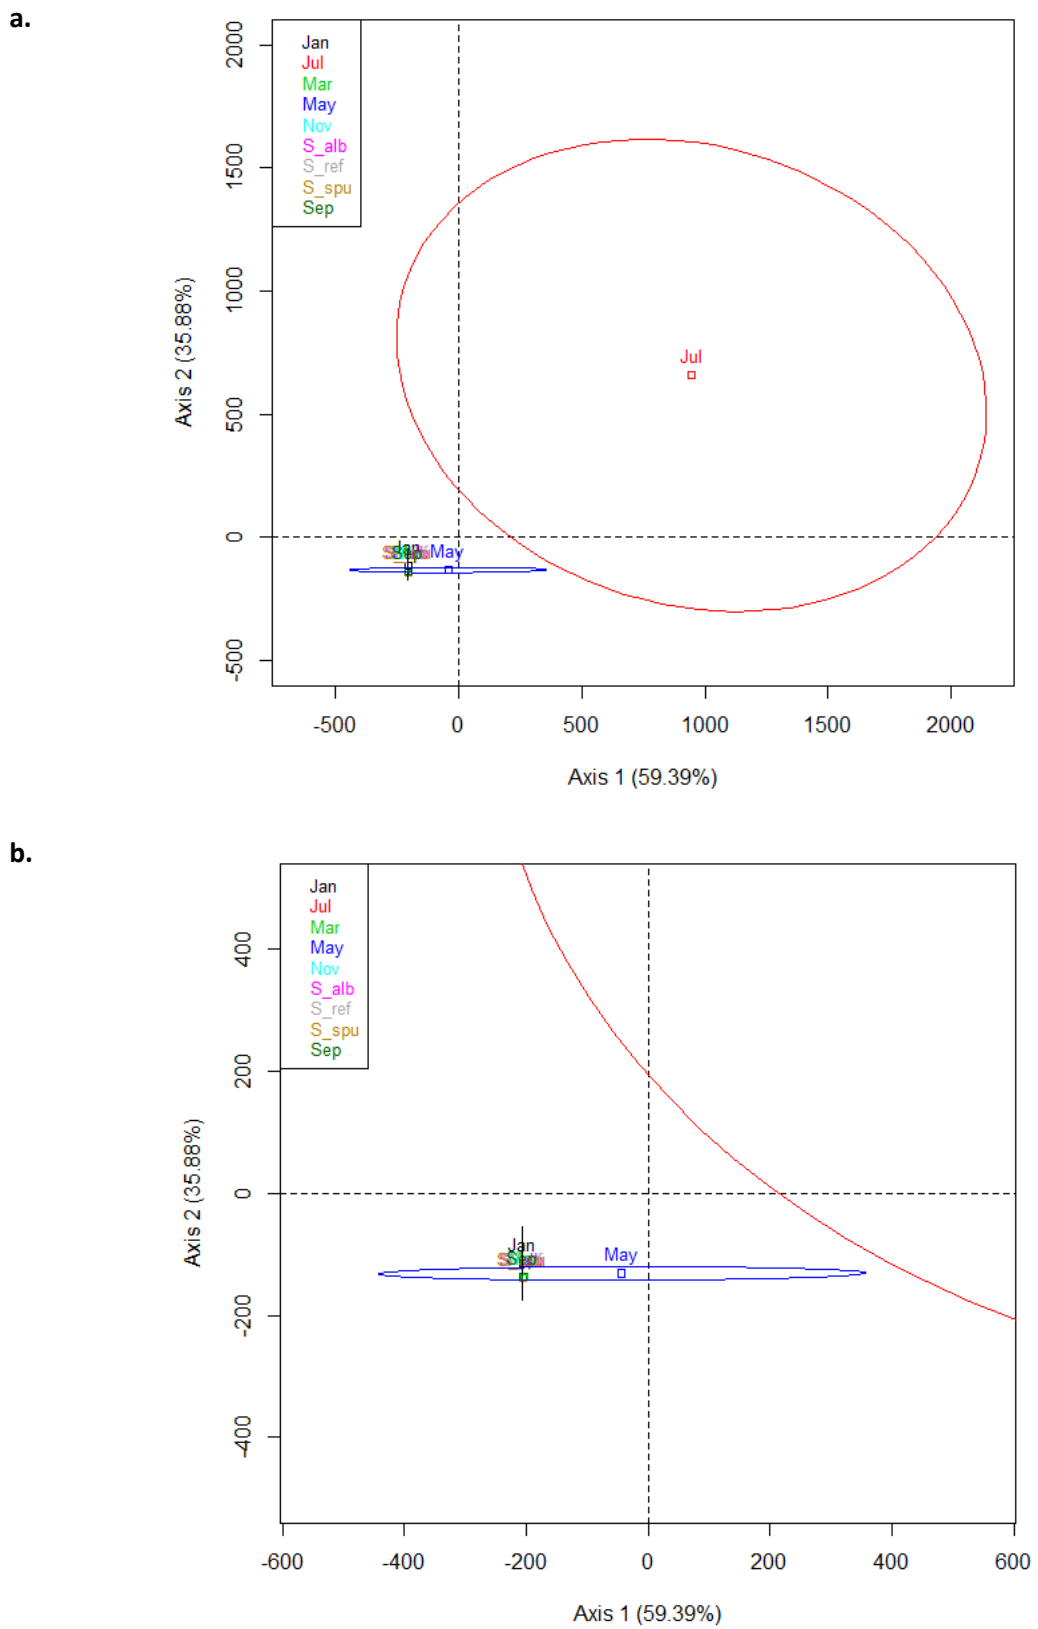 a.
Jan
Jul
Mar
May
Nov
S_alb
S_ref
S_spu
Sep
2000
1500
1000
500
0
-500
Axis 2 (35.88%)
Jul
Jan
Sep
May
-500 0 500 1000 1500 2000
Axis 1 (59.39%)
b.
Jan
Jul
Mar
May
Nov
S_alb
S_ref
S_spu
Sep
400
200
0
-200
-400
Axis 2 (35.88%)
Jan
Sep
May
-600 -400 -200 0 200 400 600
Axis 1 (59.39%)